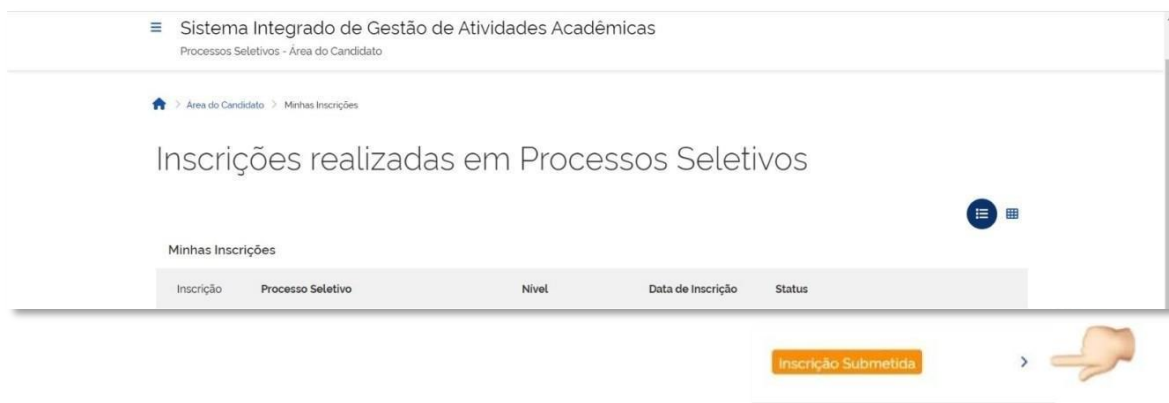 Sistema Integrado de Gestão de Atividades Acadêmicas
Processos Seletivos - Área do Candidato
Área do Candidato > Minhas Inscrições
Inscrições realizadas em Processos Seletivos
Minhas Inscrições
Inscrição Processo Seletivo Nível Data de Inscrição Status
Inscrição Submetida